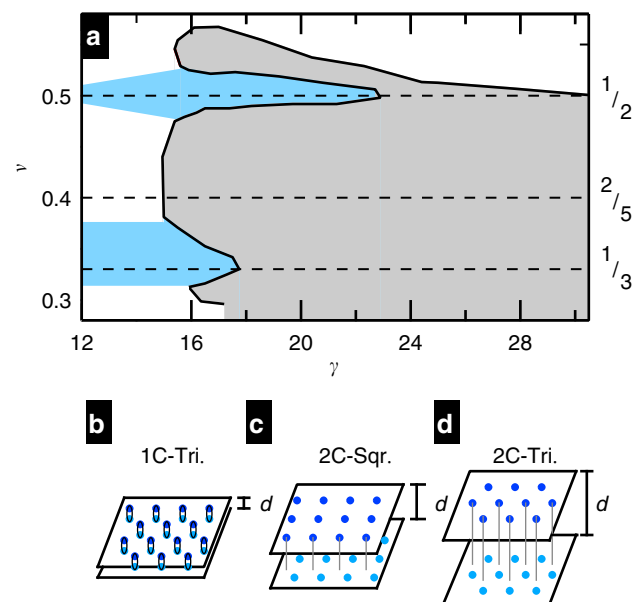 a
ν
0.5
0.4
0.3
1/2
2/5
1/3
12 16 20 24 28
γ
b c d
1C-Tri. 2C-Sqr. 2C-Tri.
d d d